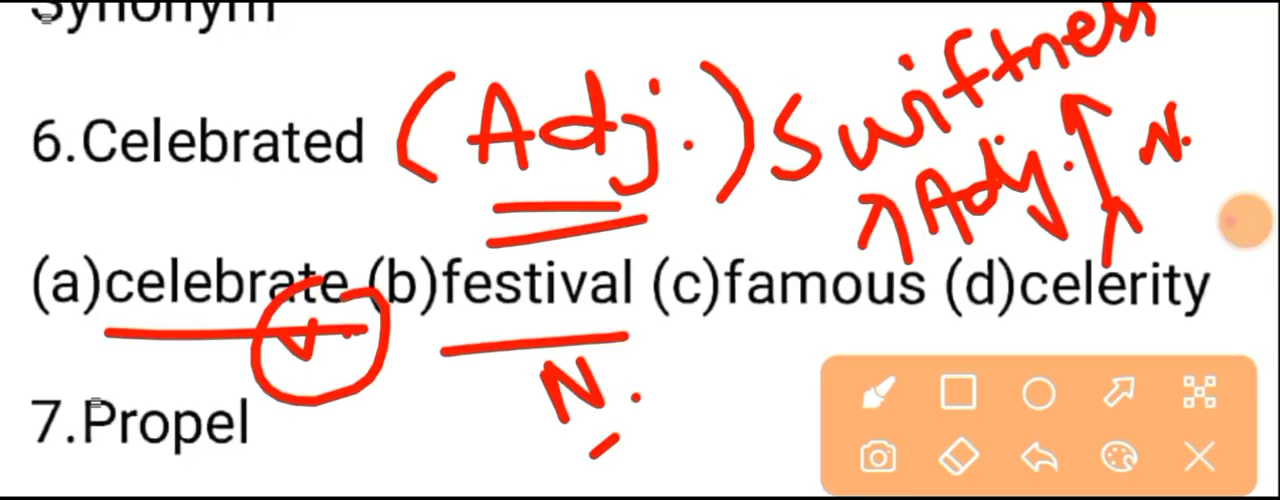 Synonym
swiftness
6.Celebrated (Adj.)
Adj. N.
(a)celebrate (b)festival (c)famous (d)celerity
v.
N.
7.Propel